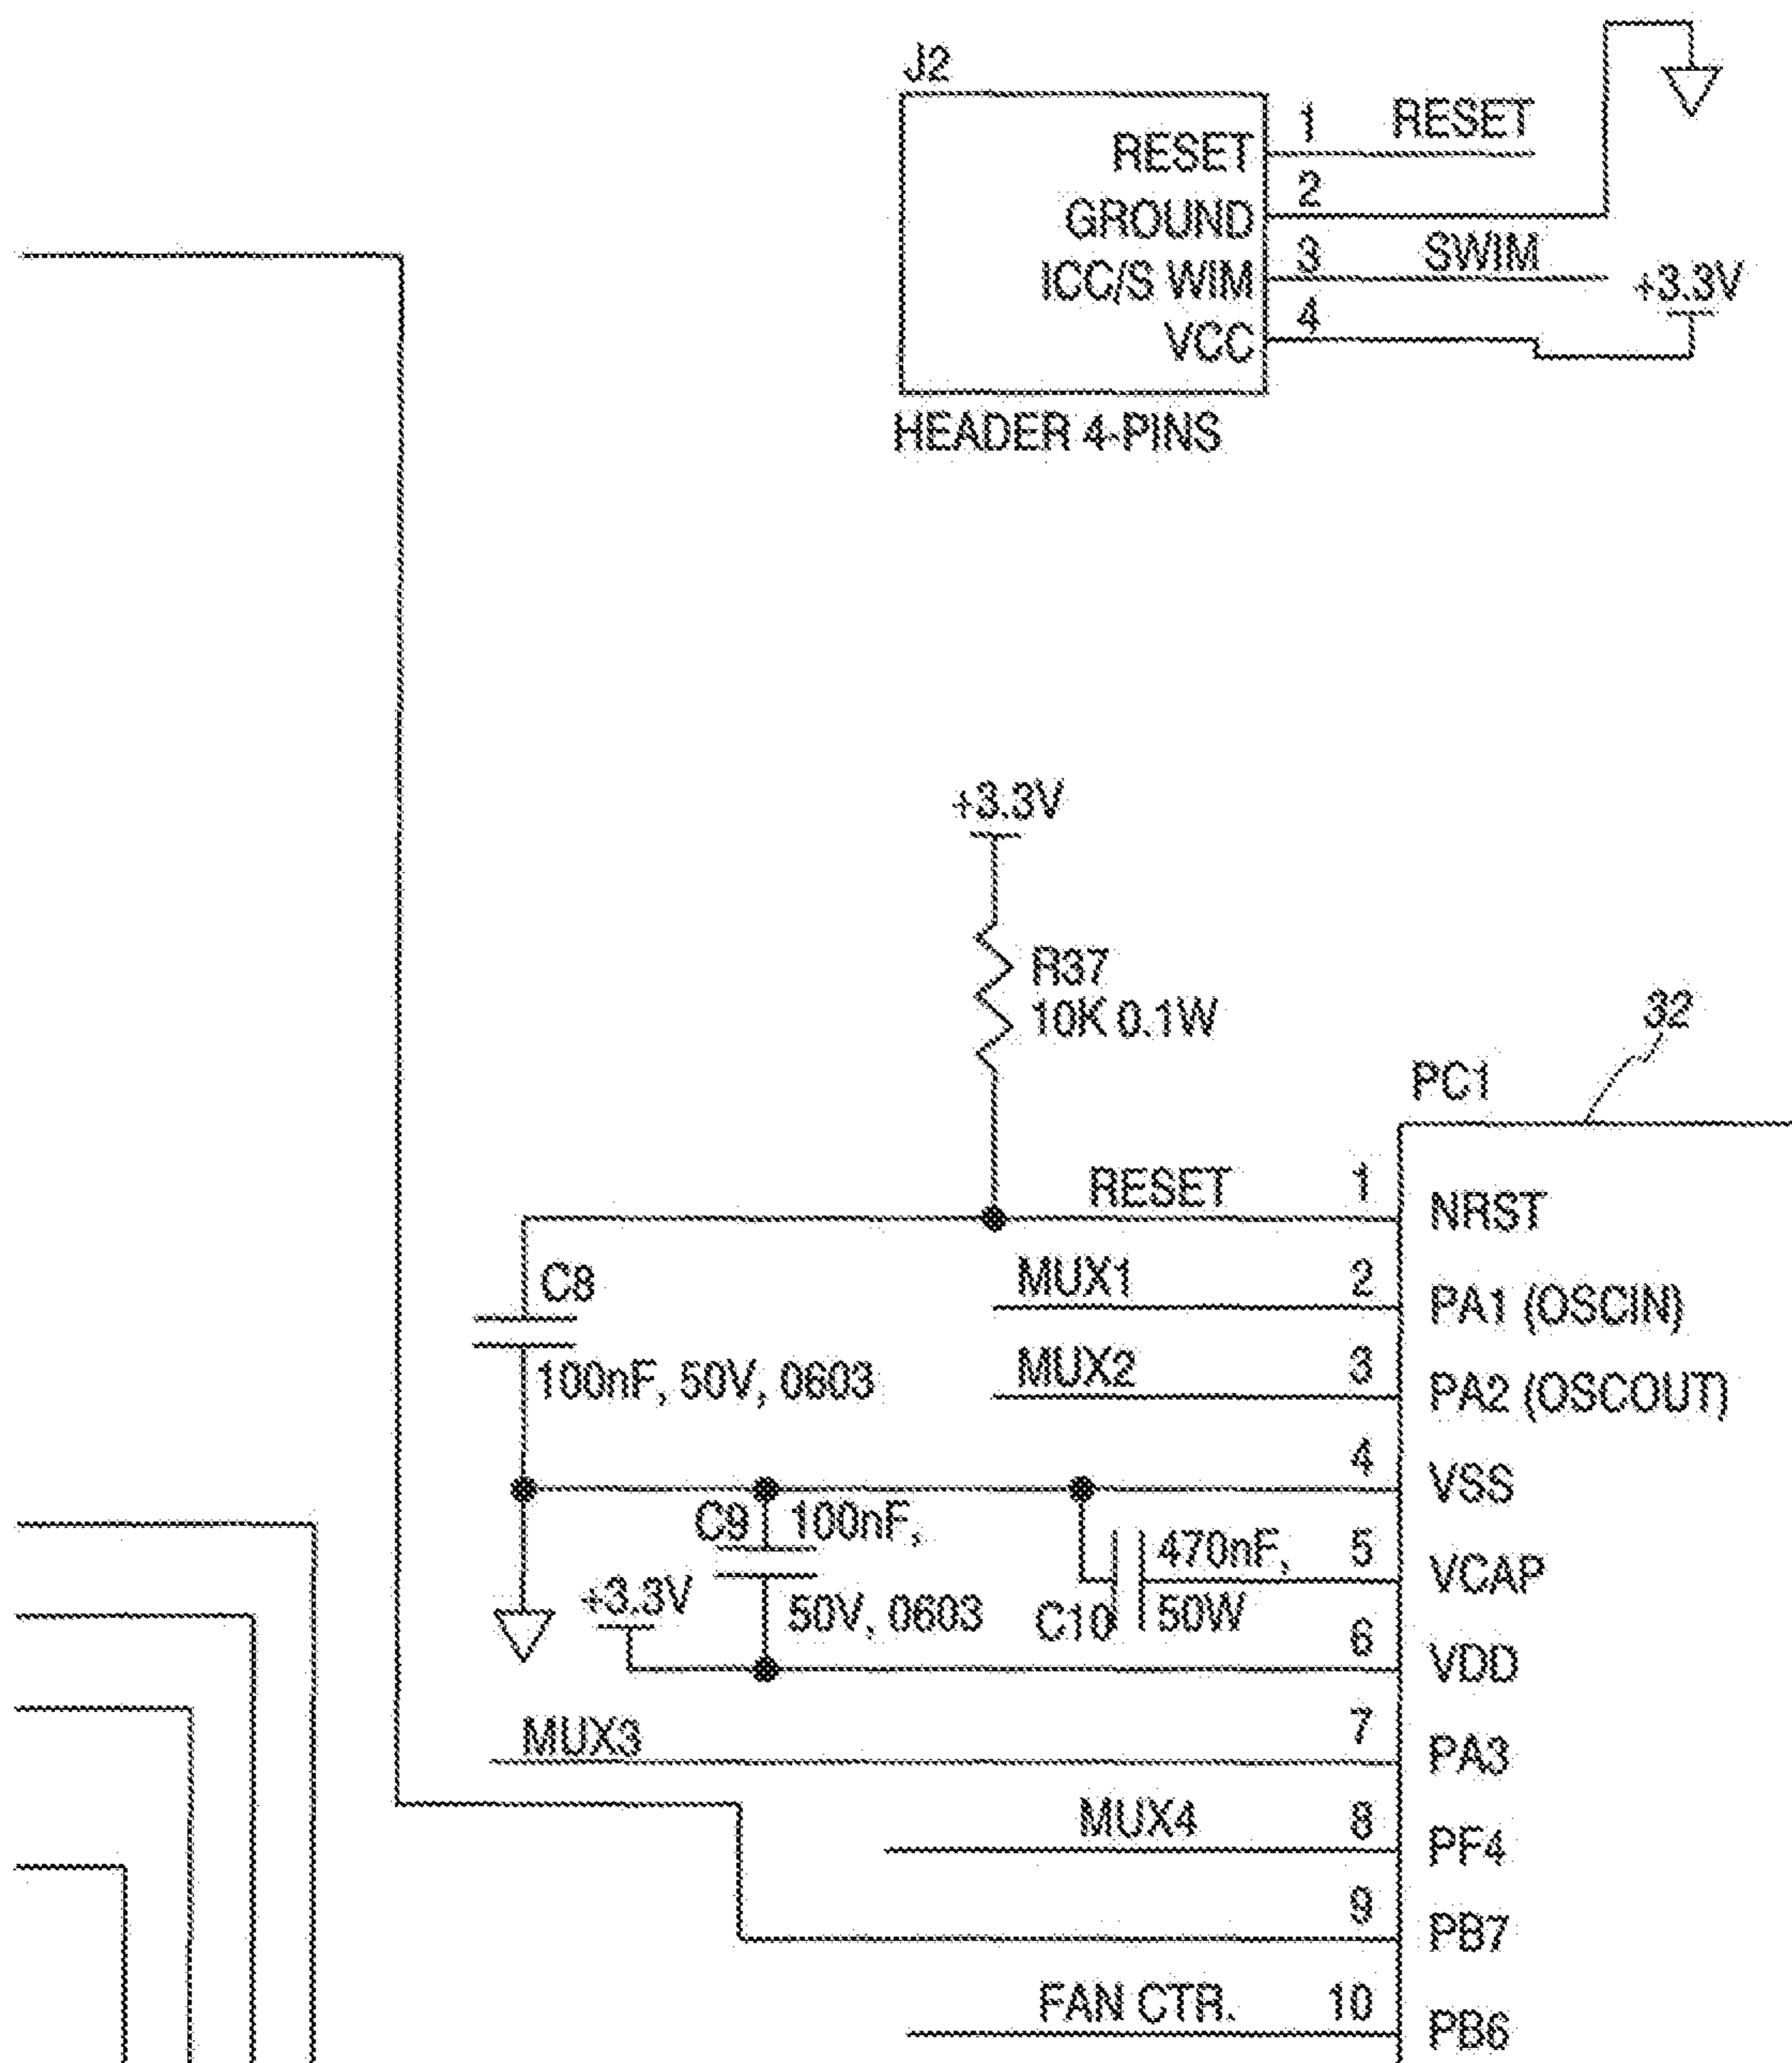 J2
RESET 1 RESET
GROUND 2
ICC/S WIM 3 SWIM
VCC 4
+3.3V
HEADER 4-PINS
+3.3V
R37
10K 0.1W
32
PC1
RESET 1 NRST
C8
MUX1 2 PA1 (OSCIN)
100nF, 50V, 0603
MUX2 3 PA2 (OSCOUT)
4 VSS
C9 100nF,
50V, 0603
+3.3V
470nF,
50W
C10
5 VCAP
6 VDD
MUX3 7 PA3
MUX4 8 PF4
9 PB7
FAN CTR. 10 PB6